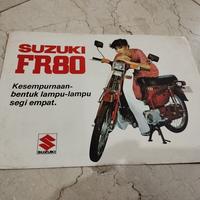 SUZUKI
FR80
Kesempurnaan-
bentuk lampu-lampu
segi empat.
SUZUKI